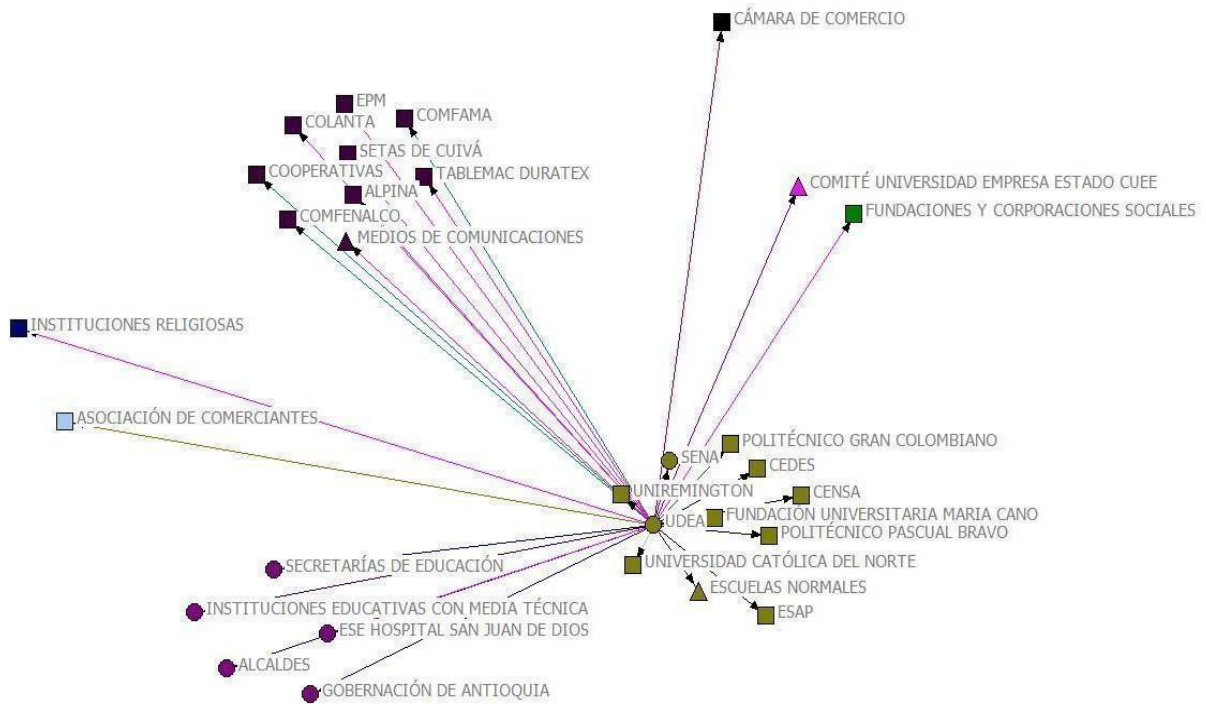 CÁMARA DE COMERCIO
EPM
COLANTA
COMFAMA
SETAS DE CUIVÁ
COOPERATIVAS
TABLEMAC DURATEX
ALPINA
COMFENALCO
MEDIOS DE COMUNICACIONES
COMITÉ UNIVERSIDAD EMPRESA ESTADO CUEE
FUNDACIONES Y CORPORACIONES SOCIALES
INSTITUCIONES RELIGIOSAS
ASOCIACIÓN DE COMERCIANTES
POLITÉCNICO GRAN COLOMBIANO
SENA
CEDES
UNIREMINGTON
CENSA
FUNDACIÓN UNIVERSITARIA MARIA CANO
UDEA
POLITÉCNICO PASCUAL BRAVO
UNIVERSIDAD CATÓLICA DEL NORTE
SECRETARÍAS DE EDUCACIÓN
ESCUELAS NORMALES
INSTITUCIONES EDUCATIVAS CON MEDIA TÉCNICA
ESAP
ESE HOSPITAL SAN JUAN DE DIOS
ALCALDES
GOBERNACIÓN DE ANTIOQUIA